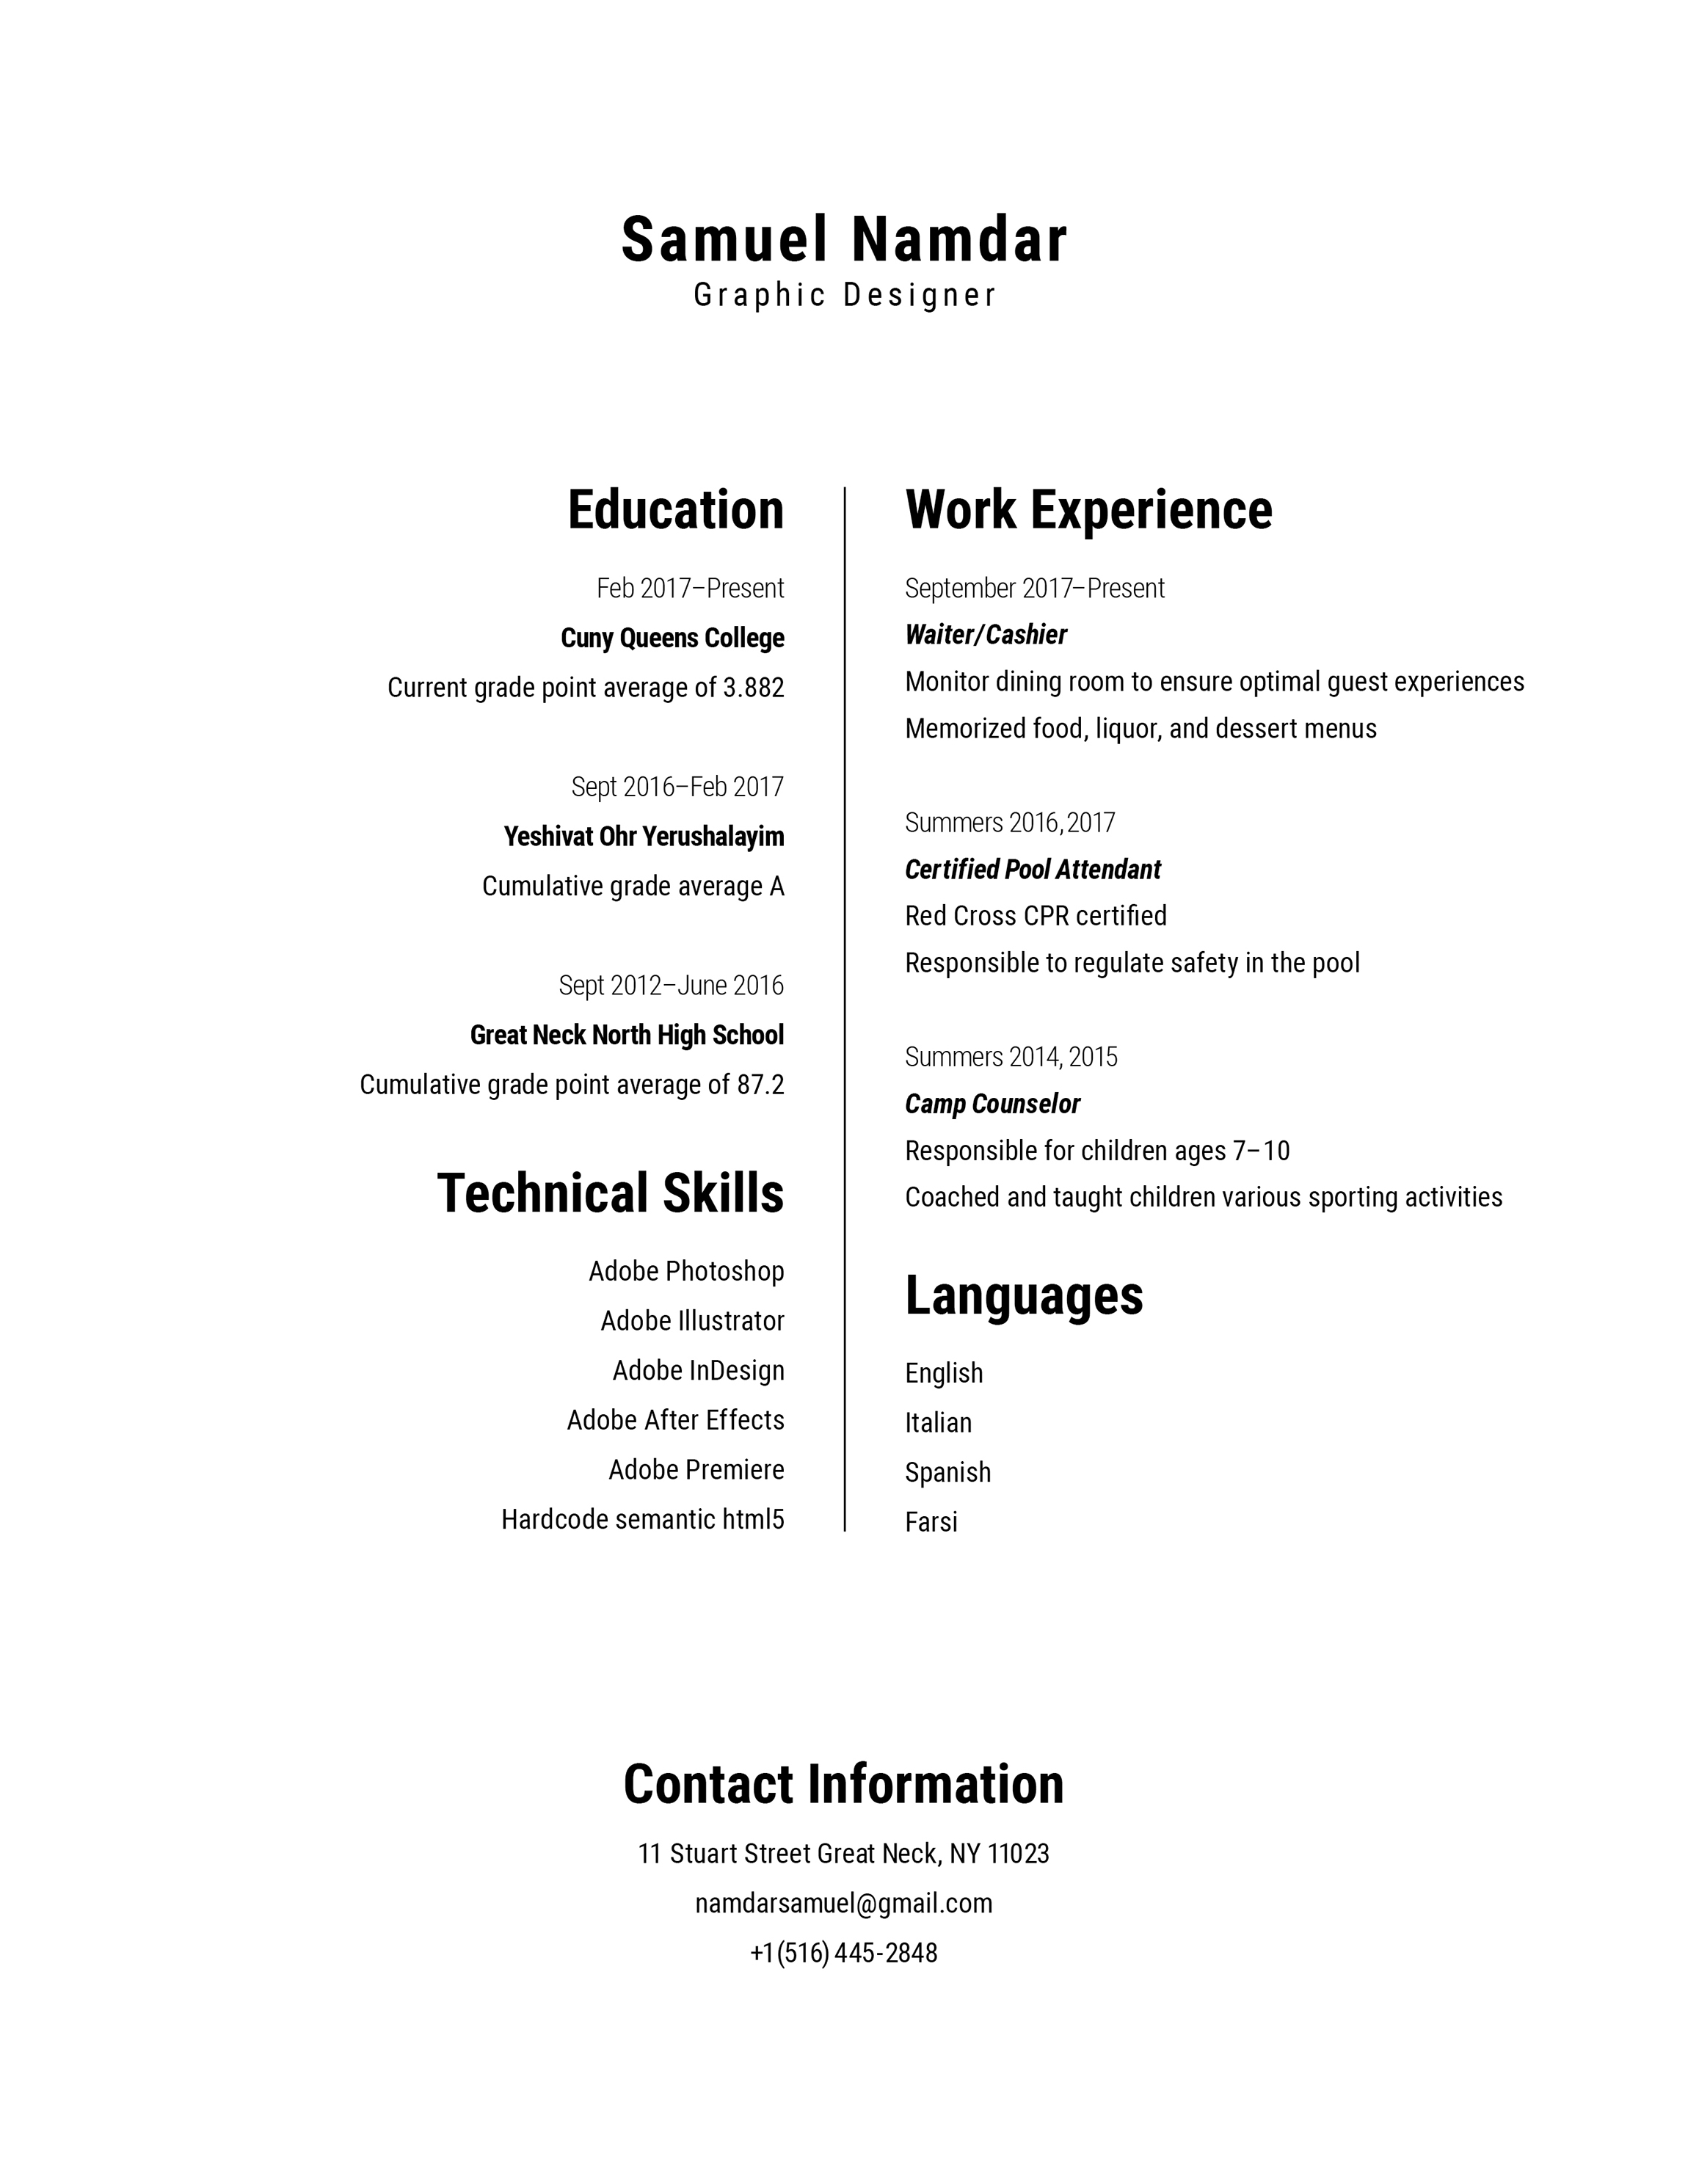 Samuel Namdar
Graphic Designer
Education
Feb 2017–Present
Cuny Queens College
Current grade point average of 3.882
Sept 2016–Feb 2017
Yeshivat Ohr Yerushalayim
Cumulative grade average A
Sept 2012–June 2016
Great Neck North High School
Cumulative grade point average of 87.2
Technical Skills
Adobe Photoshop
Adobe Illustrator
Adobe InDesign
Adobe After Effects
Adobe Premiere
Hardcode semantic html5
Work Experience
September 2017–Present
Waiter/Cashier
Monitor dining room to ensure optimal guest experiences
Memorized food, liquor, and dessert menus
Summers 2016, 2017
Certified Pool Attendant
Red Cross CPR certified
Responsible to regulate safety in the pool
Summers 2014, 2015
Camp Counselor
Responsible for children ages 7–10
Coached and taught children various sporting activities
Languages
English
Italian
Spanish
Farsi
Contact Information
11 Stuart Street Great Neck, NY 11023
namdarsamuel@gmail.com
+1(516) 445-2848